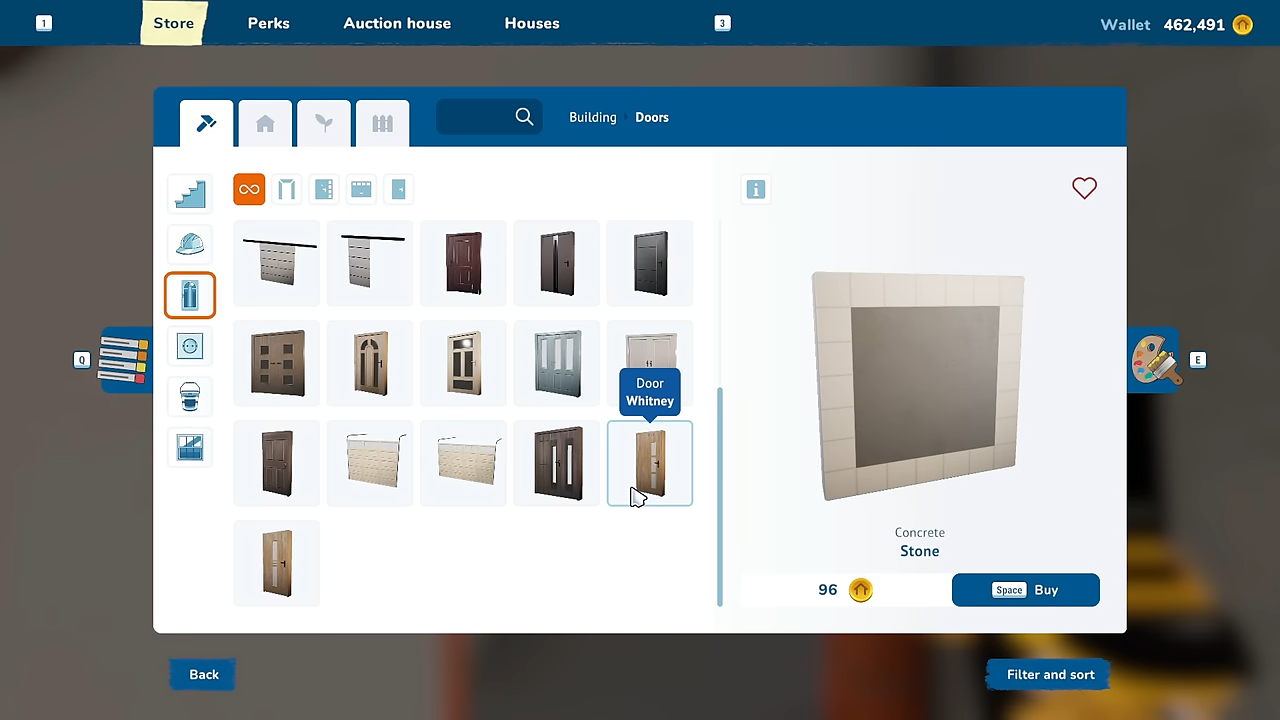 1
Store
Perks
Auction house
Houses
3
Wallet 462,491
Building
Doors
Q
E
Door
Whitney
Concrete
Stone
96
Space Buy
Back
Filter and sort